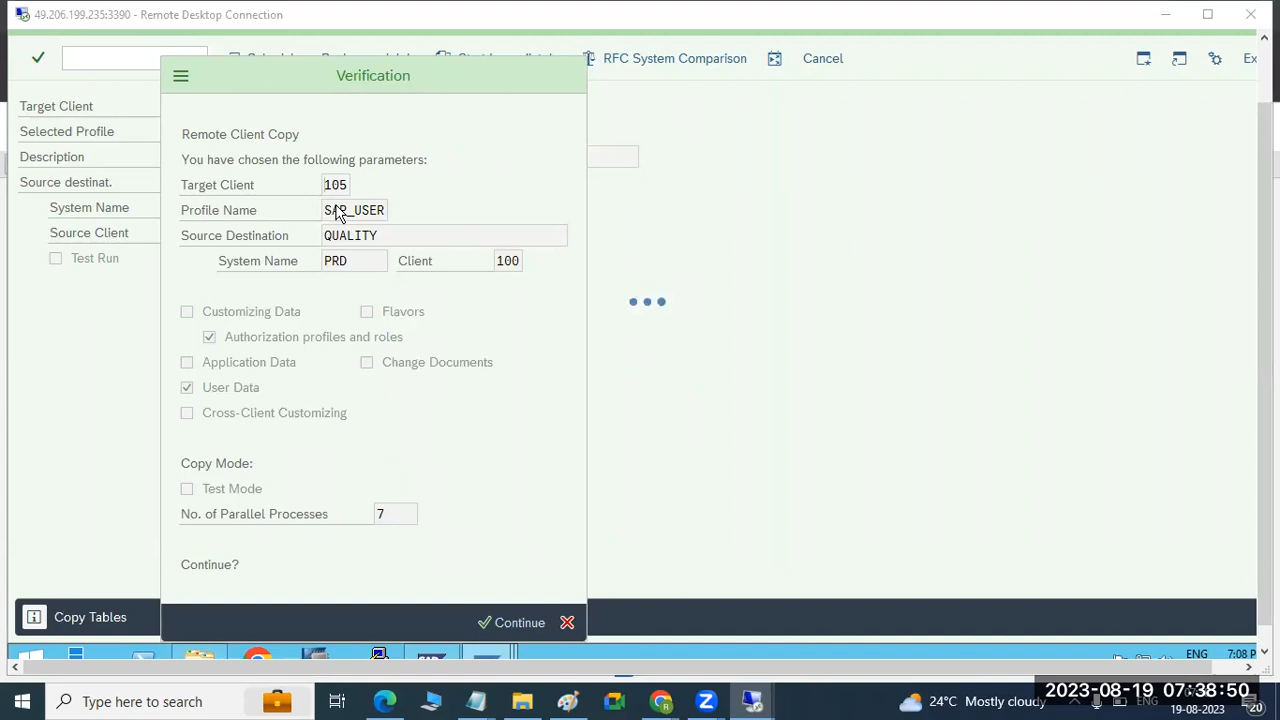 49.206.199.235:3390 - Remote Desktop Connection
RFC System Comparison
Cancel
Verification
Target Client
Selected Profile
Description
Source destinat.
System Name
Source Client
Test Run
Remote Client Copy
You have chosen the following parameters:
Target Client 105
Profile Name SAP_USER
Source Destination QUALITY
System Name PRD Client 100
Customizing Data Flavors
Authorization profiles and roles
Application Data Change Documents
User Data
Cross-Client Customizing
Copy Mode:
Test Mode
No. of Parallel Processes 7
Continue?
Continue
Copy Tables
ENG
7:08 P
Type here to search
24°C Mostly cloudy
ENG
2023-08-19 07:38:50
19-08-2023
20